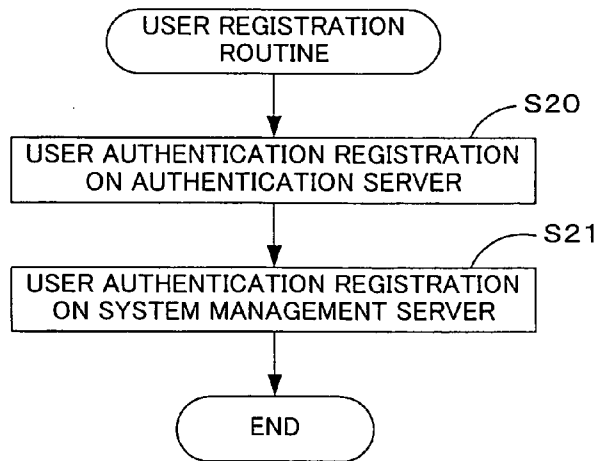 USER REGISTRATION
ROUTINE
S20
USER AUTHENTICATION REGISTRATION
ON AUTHENTICATION SERVER
S21
USER AUTHENTICATION REGISTRATION
ON SYSTEM MANAGEMENT SERVER
END